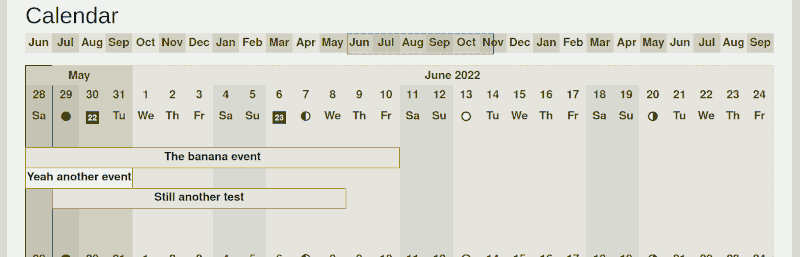 Calendar
Jun Jul Aug Sep Oct Nov Dec Jan Feb Mar Apr May Jun Jul Aug Sep Oct Nov Dec Jan Feb Mar Apr May Jun Jul Aug Sep
May June 2022
28 29 30 31 1 2 3 4 5 6 7 8 9 10 11 12 13 14 15 16 17 18 19 20 21 22 23 24
Sa 22 Tu We Th Fr Sa Su 23 We Th Fr Sa Su Tu We Th Fr Sa Su Tu We Th Fr
The banana event
Yeah another event
Still another test